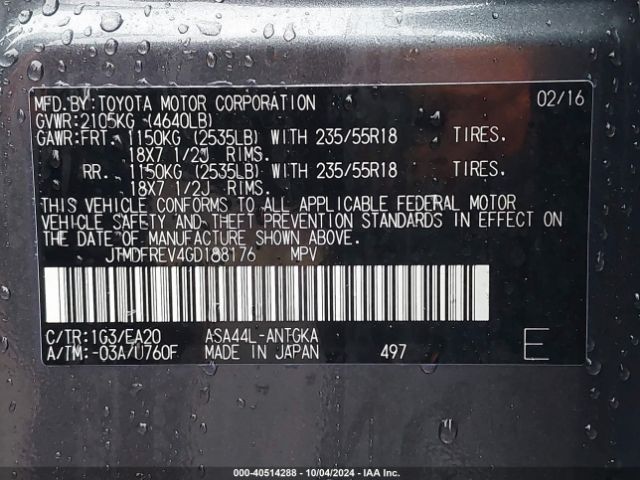 MFD.BY:TOYOTA MOTOR CORPORATION 02/16
GVWR:2105KG (4640LB)
GAWR:FRT. 1150KG (2535LB) WITH 235/55R18 TIRES.
18X7 1/2J RIMS.
RR. 1150KG (2535LB) WITH 235/55R18 TIRES.
18X7 1/2J RIMS.
THIS VEHICLE CONFORMS TO ALL APPLICABLE FEDERAL MOTOR
VEHICLE SAFETY AND THEFT PREVENTION STANDARDS IN EFFECT ON
THE DATE OF MANUFACTURE SHOWN ABOVE.
JTMDFREV4GD188176 MPV
C/TR:1G3/EA20 ASA44L-ANTGKA
A/TM:-03A/U760F MADE IN JAPAN 497 E
000-40514288 - 10/04/2024 - IAA Inc.